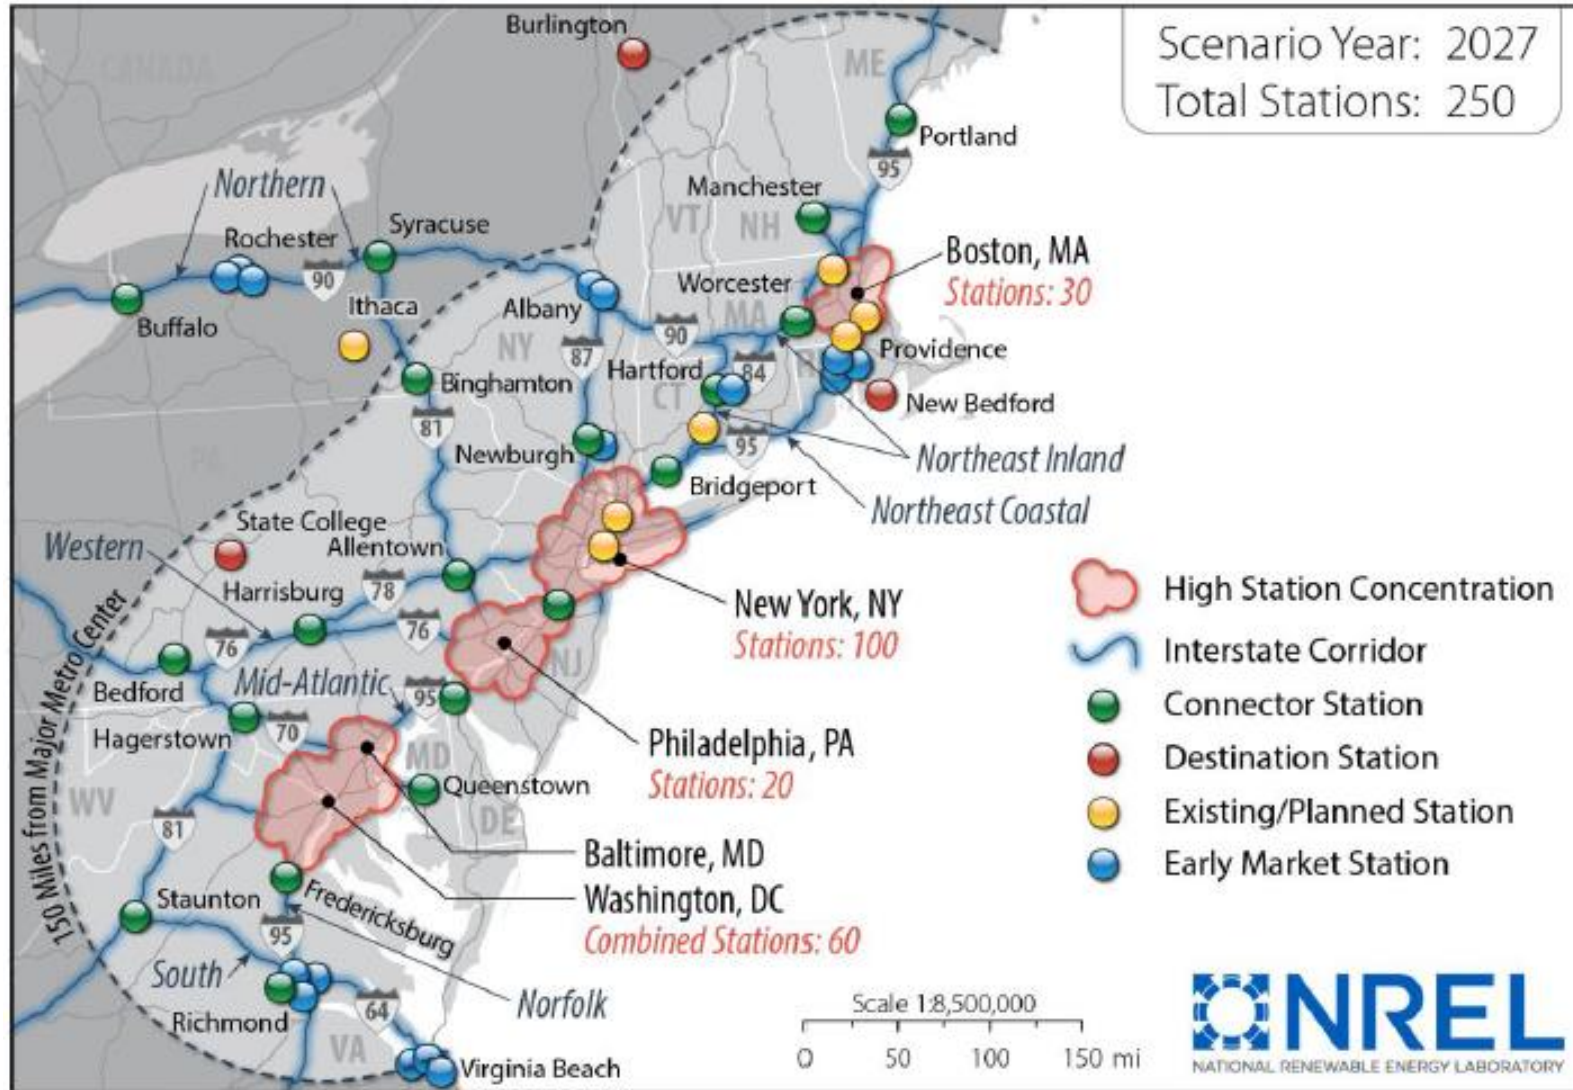 Scenario Year: 2027
Total Stations: 250
Burlington
CANADA
ME
Portland
95
Northern
Manchester
VT
NH
Syracuse
Rochester
90
Boston, MA
Stations: 30
Worcester
MA
Ithaca
Albany
Buffalo
NY
90
87
Providence
Hartford
84
CT
Binghamton
New Bedford
81
95
Newburgh
Northeast Inland
PA
Bridgeport
Northeast Coastal
State College
Western
Allentown
Harrisburg
78
New York, NY
Stations: 100
76
76
NJ
Bedford
Mid-Atlantic
95
Hagerstown
70
Philadelphia, PA
Stations: 20
MD
Queenstown
WV
DE
81
Baltimore, MD
Washington, DC
Combined Stations: 60
150 Miles from Major Metro Center
Staunton
Fredericksburg
95
South
Norfolk
64
Richmond
VA
Virginia Beach
High Station Concentration
Interstate Corridor
Connector Station
Destination Station
Existing/Planned Station
Early Market Station
Scale 1:8,500,000
0 50 100 150 mi
NREL
NATIONAL RENEWABLE ENERGY LABORATORY